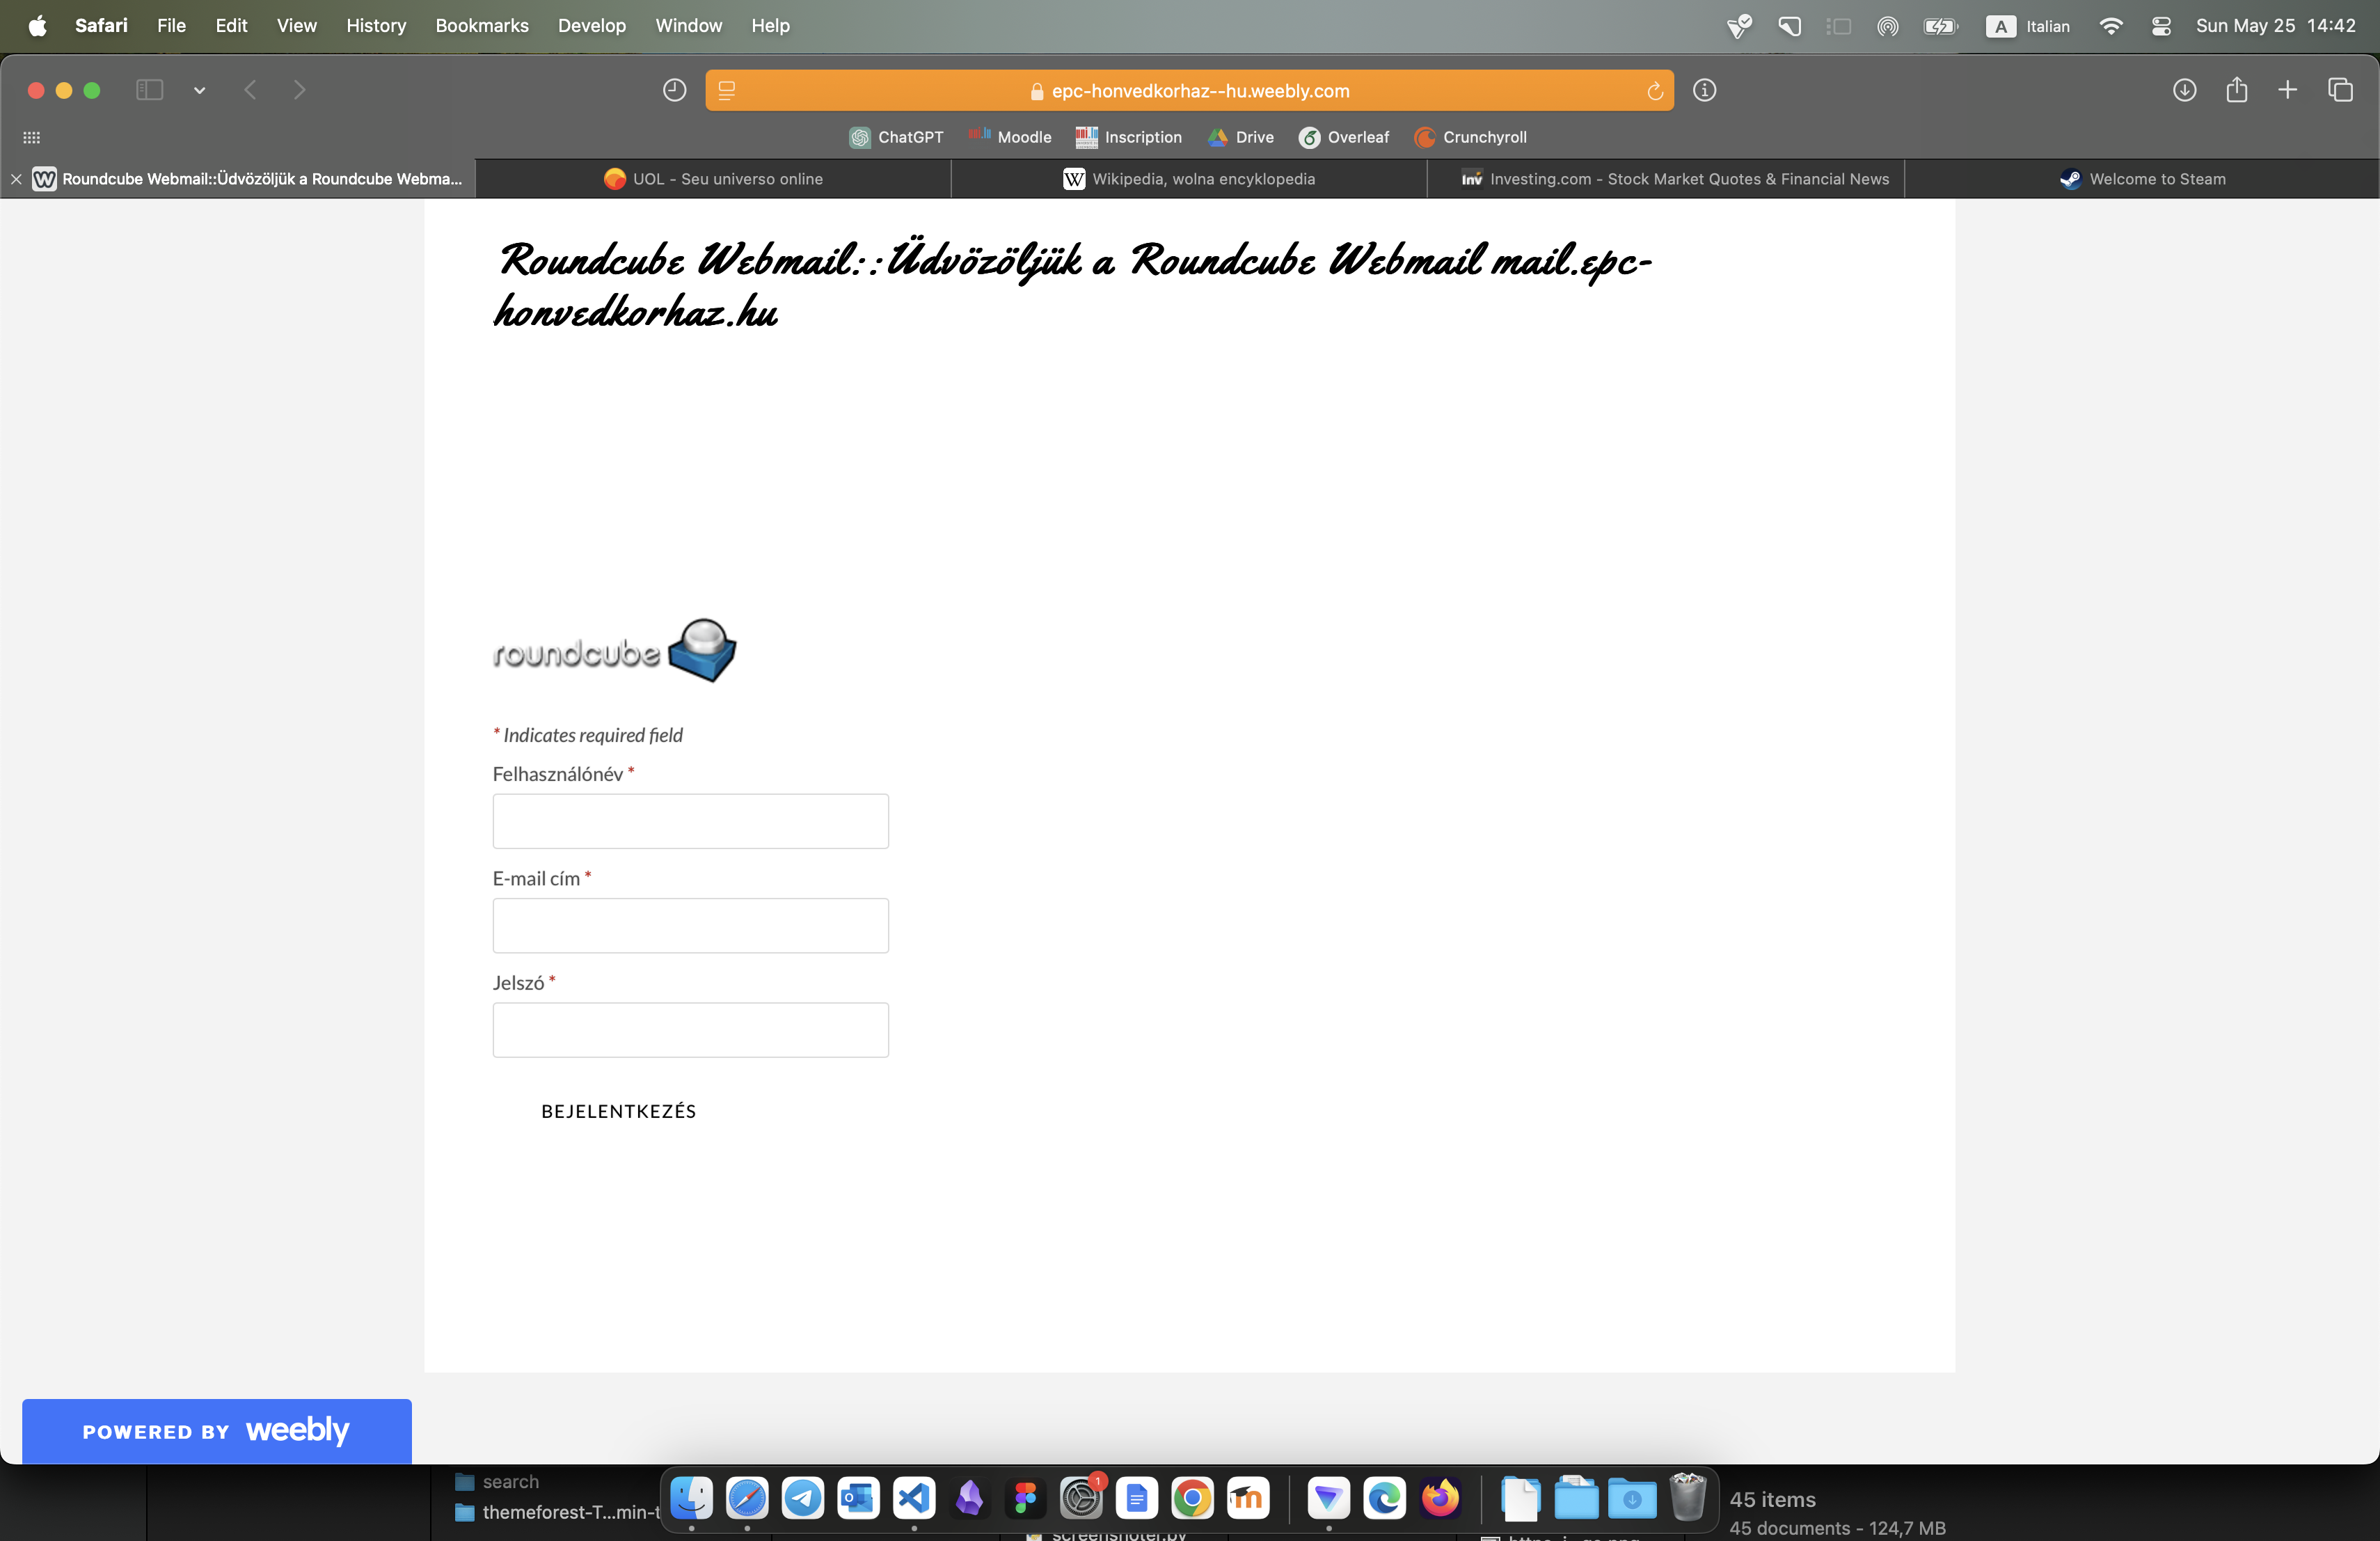 Safari File Edit View History Bookmarks Develop Window Help A Italian Sun May 25 14:42
epc-honvedkorhaz--hu.weebly.com
ChatGPT Moodle Inscription Drive Overleaf Crunchyroll
Roundcube Webmail::Üdvözöljük a Roundcube Webma... UOL - Seu universo online Wikipedia, wolna encyklopedia Investing.com - Stock Market Quotes & Financial News Welcome to Steam
Roundcube Webmail::Üdvözöljük a Roundcube Webmail mail.epc-
honvedkorhaz.hu
roundcube
* Indicates required field
Felhasználónév *
E-mail cím *
Jelszó *
BEJELENTKEZÉS
POWERED BY weebly
search
themeforest-T...min-t
1
45 items
45 documents - 124,7 MB